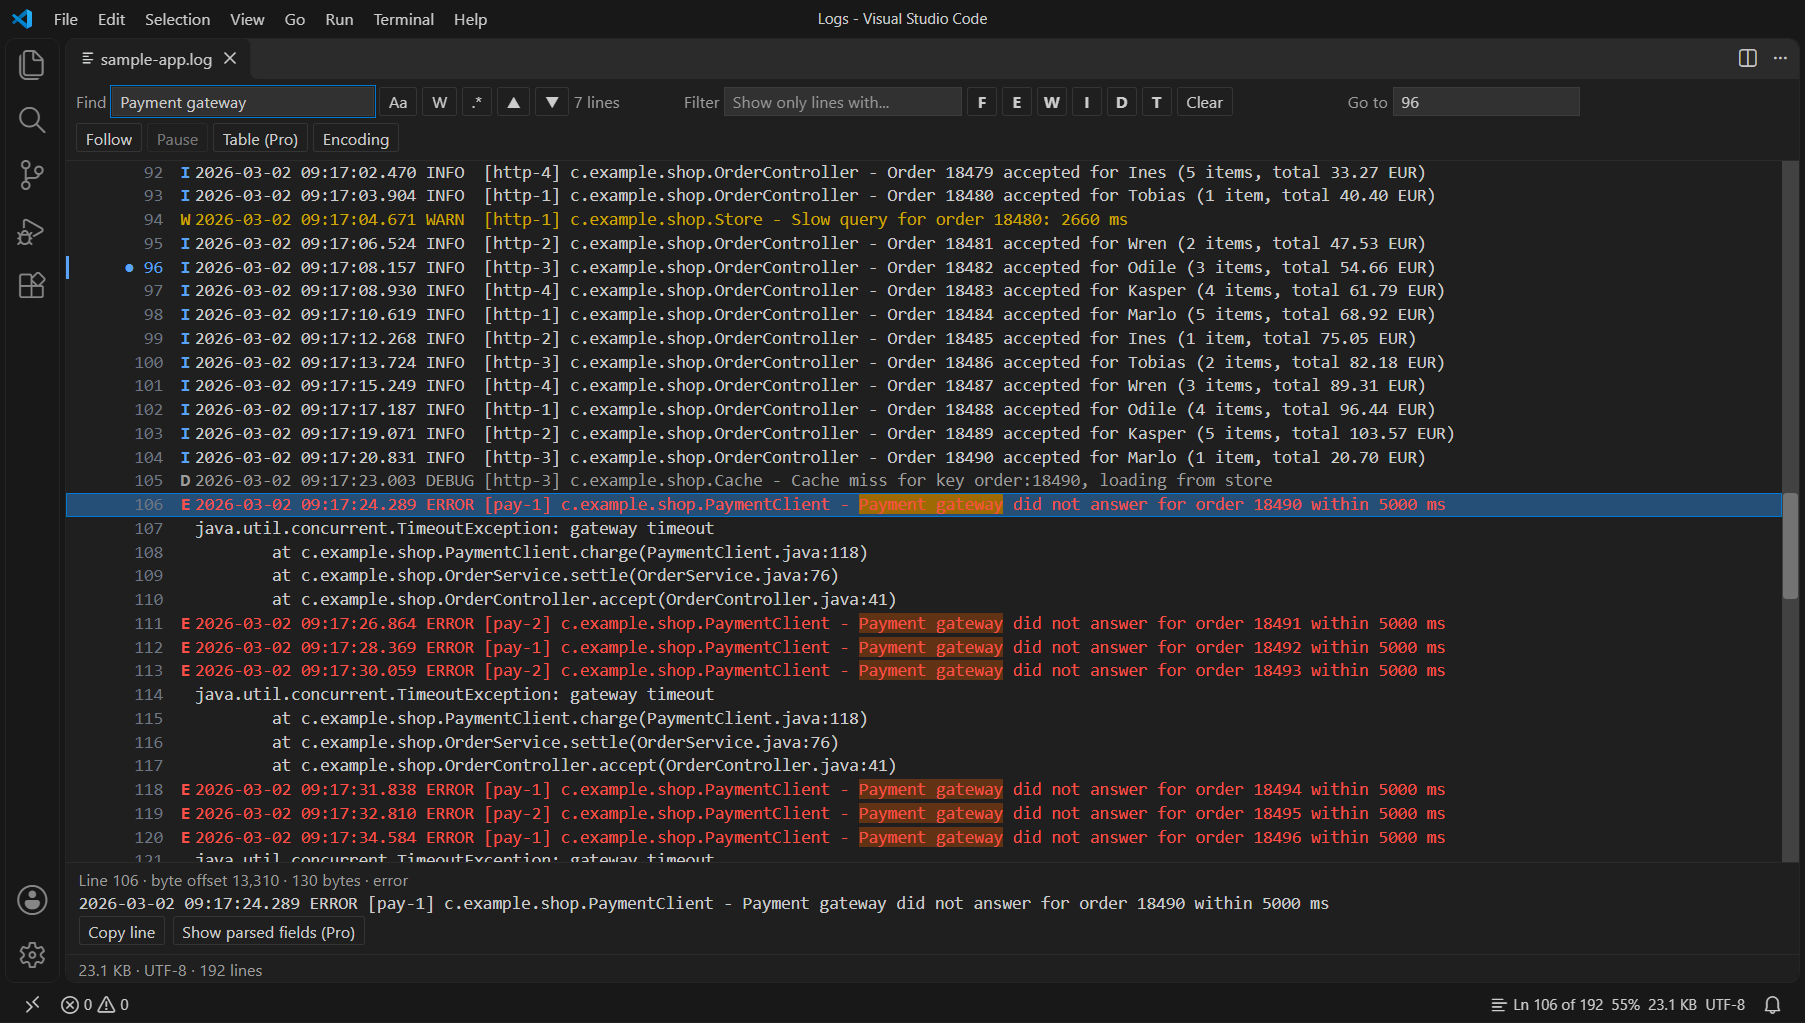 File Edit Selection View Go Run Terminal Help
Logs - Visual Studio Code
sample-app.log
Find Payment gateway Aa W .* 7 lines Filter Show only lines with... F E W I D T Clear Go to 96
Follow Pause Table (Pro) Encoding
92 I 2026-03-02 09:17:02.470 INFO  [http-4] c.example.shop.OrderController - Order 18479 accepted for Ines (5 items, total 33.27 EUR)
93 I 2026-03-02 09:17:03.904 INFO  [http-1] c.example.shop.OrderController - Order 18480 accepted for Tobias (1 item, total 40.40 EUR)
94 W 2026-03-02 09:17:04.671 WARN  [http-1] c.example.shop.Store - Slow query for order 18480: 2660 ms
95 I 2026-03-02 09:17:06.524 INFO  [http-2] c.example.shop.OrderController - Order 18481 accepted for Wren (2 items, total 47.53 EUR)
96 I 2026-03-02 09:17:08.157 INFO  [http-3] c.example.shop.OrderController - Order 18482 accepted for Odile (3 items, total 54.66 EUR)
97 I 2026-03-02 09:17:08.930 INFO  [http-4] c.example.shop.OrderController - Order 18483 accepted for Kasper (4 items, total 61.79 EUR)
98 I 2026-03-02 09:17:10.619 INFO  [http-1] c.example.shop.OrderController - Order 18484 accepted for Marlo (5 items, total 68.92 EUR)
99 I 2026-03-02 09:17:12.268 INFO  [http-2] c.example.shop.OrderController - Order 18485 accepted for Ines (1 item, total 75.05 EUR)
100 I 2026-03-02 09:17:13.724 INFO  [http-3] c.example.shop.OrderController - Order 18486 accepted for Tobias (2 items, total 82.18 EUR)
101 I 2026-03-02 09:17:15.249 INFO  [http-4] c.example.shop.OrderController - Order 18487 accepted for Wren (3 items, total 89.31 EUR)
102 I 2026-03-02 09:17:17.187 INFO  [http-1] c.example.shop.OrderController - Order 18488 accepted for Odile (4 items, total 96.44 EUR)
103 I 2026-03-02 09:17:19.071 INFO  [http-2] c.example.shop.OrderController - Order 18489 accepted for Kasper (5 items, total 103.57 EUR)
104 I 2026-03-02 09:17:20.831 INFO  [http-3] c.example.shop.OrderController - Order 18490 accepted for Marlo (1 item, total 20.70 EUR)
105 D 2026-03-02 09:17:23.003 DEBUG [http-3] c.example.shop.Cache - Cache miss for key order:18490, loading from store
106 E 2026-03-02 09:17:24.289 ERROR [pay-1] c.example.shop.PaymentClient - Payment gateway did not answer for order 18490 within 5000 ms
107 java.util.concurrent.TimeoutException: gateway timeout
108 at c.example.shop.PaymentClient.charge(PaymentClient.java:118)
109 at c.example.shop.OrderService.settle(OrderService.java:76)
110 at c.example.shop.OrderController.accept(OrderController.java:41)
111 E 2026-03-02 09:17:26.864 ERROR [pay-2] c.example.shop.PaymentClient - Payment gateway did not answer for order 18491 within 5000 ms
112 E 2026-03-02 09:17:28.369 ERROR [pay-1] c.example.shop.PaymentClient - Payment gateway did not answer for order 18492 within 5000 ms
113 E 2026-03-02 09:17:30.059 ERROR [pay-2] c.example.shop.PaymentClient - Payment gateway did not answer for order 18493 within 5000 ms
114 java.util.concurrent.TimeoutException: gateway timeout
115 at c.example.shop.PaymentClient.charge(PaymentClient.java:118)
116 at c.example.shop.OrderService.settle(OrderService.java:76)
117 at c.example.shop.OrderController.accept(OrderController.java:41)
118 E 2026-03-02 09:17:31.838 ERROR [pay-1] c.example.shop.PaymentClient - Payment gateway did not answer for order 18494 within 5000 ms
119 E 2026-03-02 09:17:32.810 ERROR [pay-2] c.example.shop.PaymentClient - Payment gateway did not answer for order 18495 within 5000 ms
120 E 2026-03-02 09:17:34.584 ERROR [pay-1] c.example.shop.PaymentClient - Payment gateway did not answer for order 18496 within 5000 ms
121 java.util.concurrent.TimeoutException: gateway timeout
Line 106 · byte offset 13,310 · 130 bytes · error
2026-03-02 09:17:24.289 ERROR [pay-1] c.example.shop.PaymentClient - Payment gateway did not answer for order 18490 within 5000 ms
Copy line Show parsed fields (Pro)
23.1 KB · UTF-8 · 192 lines
0 0 Ln 106 of 192 55% 23.1 KB UTF-8